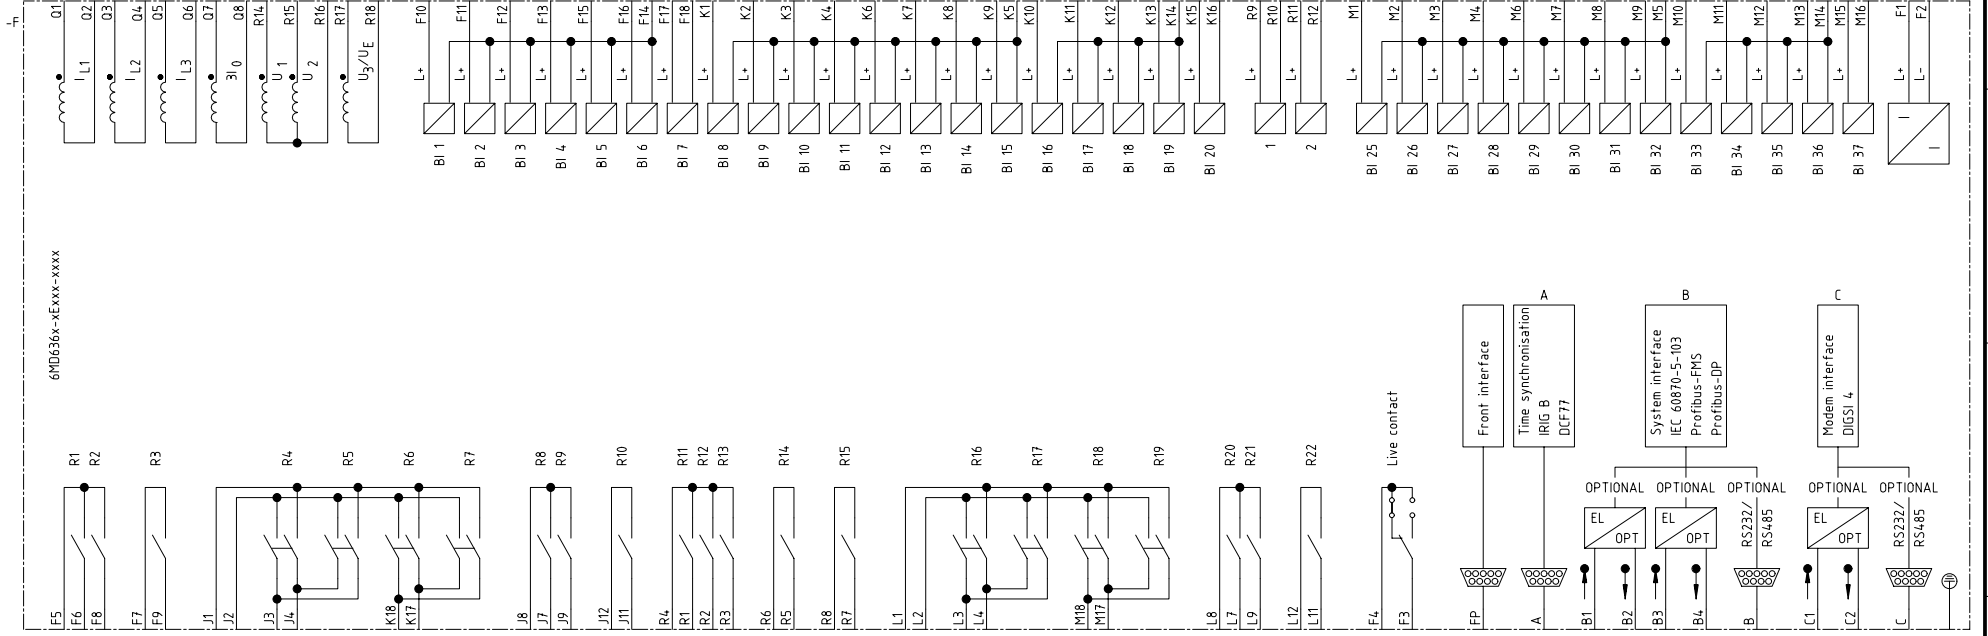 -F
Q1 Q2 Q3 Q4 Q5 Q6 Q7 Q8 R14 R15 R16 R17 R18 F10 F11 F12 F13 F15 F16 F14 F17 F18 K1 K2 K3 K4 K6 K7 K8 K9 K5 K10 K11 K12 K13 K14 K15 K16 R9 R10 R11 R12 M1 M2 M3 M4 M6 M7 M8 M9 M5 M10 M11 M12 M13 M14 M15 M16 F1 F2
IL1 IL2 IL3 3I0 U1 U2 U3/UE L+ L+ L+ L+ L+ L+ L+ L+ L+ L+ L+ L+ L+ L+ L+ L+ L+ L+ L+ L+ L+ L+ L+ L+ L+ L+ L+ L+ L+ L+ L+ L+ L+ L+ L-
BI 1 BI 2 BI 3 BI 4 BI 5 BI 6 BI 7 BI 8 BI 9 BI 10 BI 11 BI 12 BI 13 BI 14 BI 15 BI 16 BI 17 BI 18 BI 19 BI 20 1 2 BI 25 BI 26 BI 27 BI 28 BI 29 BI 30 BI 31 BI 32 BI 33 BI 34 BI 35 BI 36 BI 37
6MD636x-xExxx-xxxx
A B C
Front interface
Time synchronisation
IRIG B
DCF77
System interface
IEC 60870-5-103
Profibus-FMS
Profibus-DP
Modem interface
DIGSI 4
R1 R2 R3 R4 R5 R6 R7 R8 R9 R10 R11 R12 R13 R14 R15 R16 R17 R18 R19 R20 R21 R22 Live contact
OPTIONAL OPTIONAL OPTIONAL OPTIONAL OPTIONAL
EL OPT EL OPT RS232/ RS485 EL OPT RS232/ RS485
F5 F6 F8 F7 F9 J1 J2 J3 J4 K18 K17 J8 J7 J9 J12 J11 R4 R1 R2 R3 R6 R5 R8 R7 L1 L2 L3 L4 M18 M17 L8 L7 L9 L12 L11 F4 F3 FP A B1 B2 B3 B4 B C1 C2 C